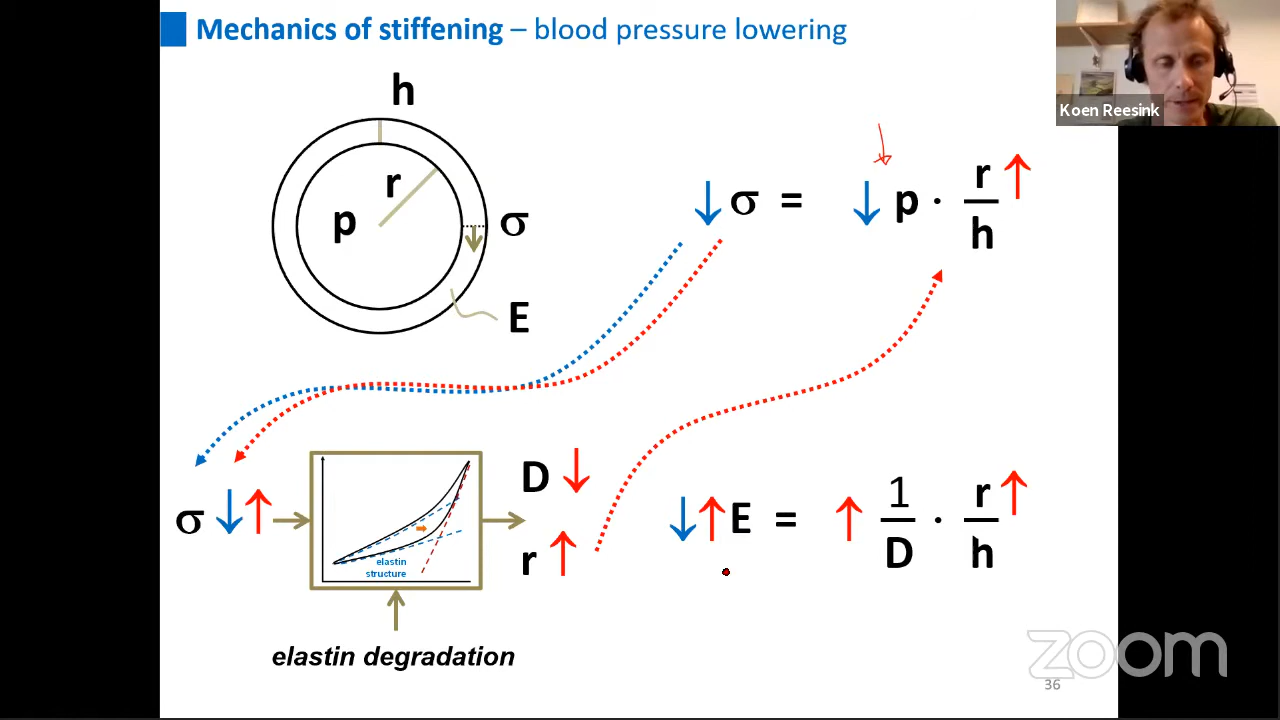 Mechanics of stiffening – blood pressure lowering
Koen Reesink
h
r
p
σ
E
↓ σ = ↓ p · r/h ↑
σ ↓ ↑
elastin
structure
D ↓
r ↑
↓ ↑ E = ↑ 1/D · r/h ↑
elastin degradation
zoom
36